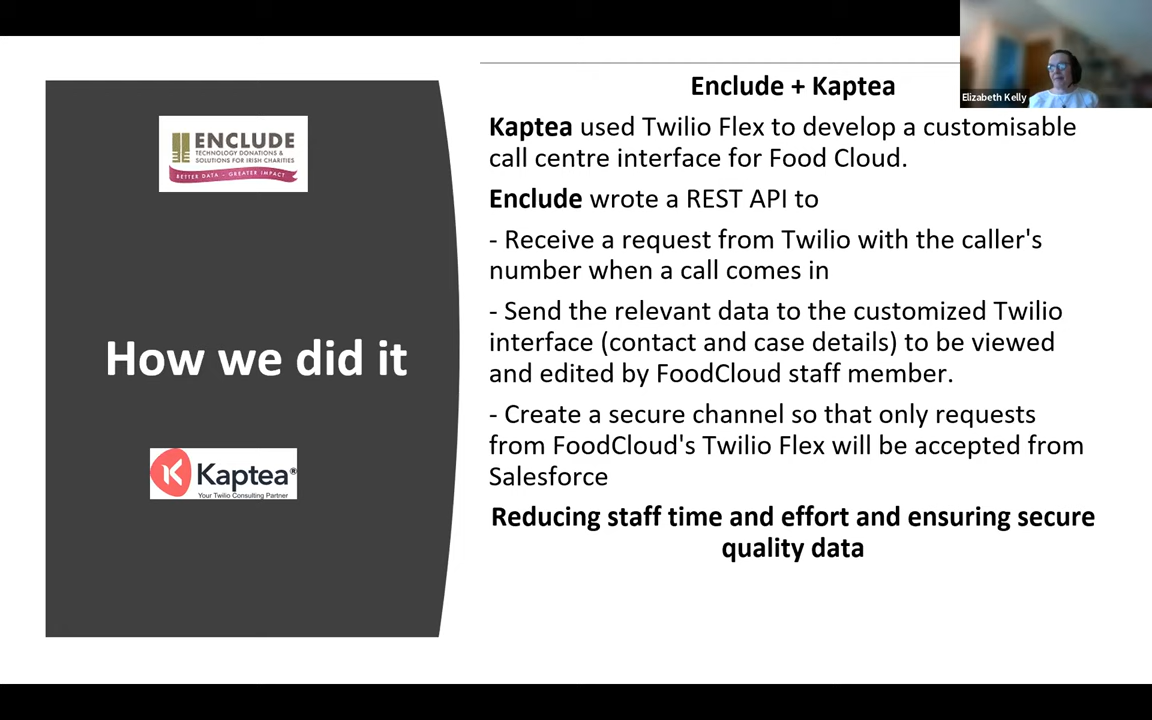 Elizabeth Kelly
ENCLUDE
TECHNOLOGY DONATIONS &
SOLUTIONS FOR IRISH CHARITIES
BETTER DATA - GREATER IMPACT
How we did it
Kaptea®
Your Twilio Consulting Partner
Enclude + Kaptea
Kaptea used Twilio Flex to develop a customisable
call centre interface for Food Cloud.
Enclude wrote a REST API to
- Receive a request from Twilio with the caller's
number when a call comes in
- Send the relevant data to the customized Twilio
interface (contact and case details) to be viewed
and edited by FoodCloud staff member.
- Create a secure channel so that only requests
from FoodCloud's Twilio Flex will be accepted from
Salesforce
Reducing staff time and effort and ensuring secure
quality data